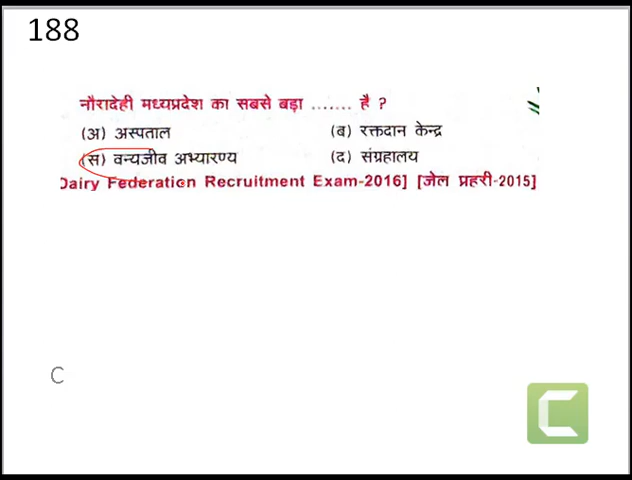 188
नौरादेही मध्यप्रदेश का सबसे बड़ा ....... है ?
(अ) अस्पताल (ब) रक्तदान केन्द्र
(स) वन्यजीव अभ्यारण्य (द) संग्रहालय
Dairy Federation Recruitment Exam-2016] [जेल प्रहरी-2015]
C